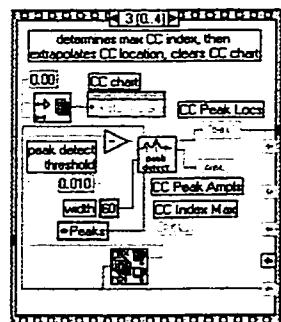 3 [0..4]
determines max CC index, then
extrapolates CC location, clears CC chart
0.00
CC chart
CC Peak Locs
peak detect
threshold
0.010
peak
detect
CC Peak Ampls
width 60
CC Index Max
#Peaks